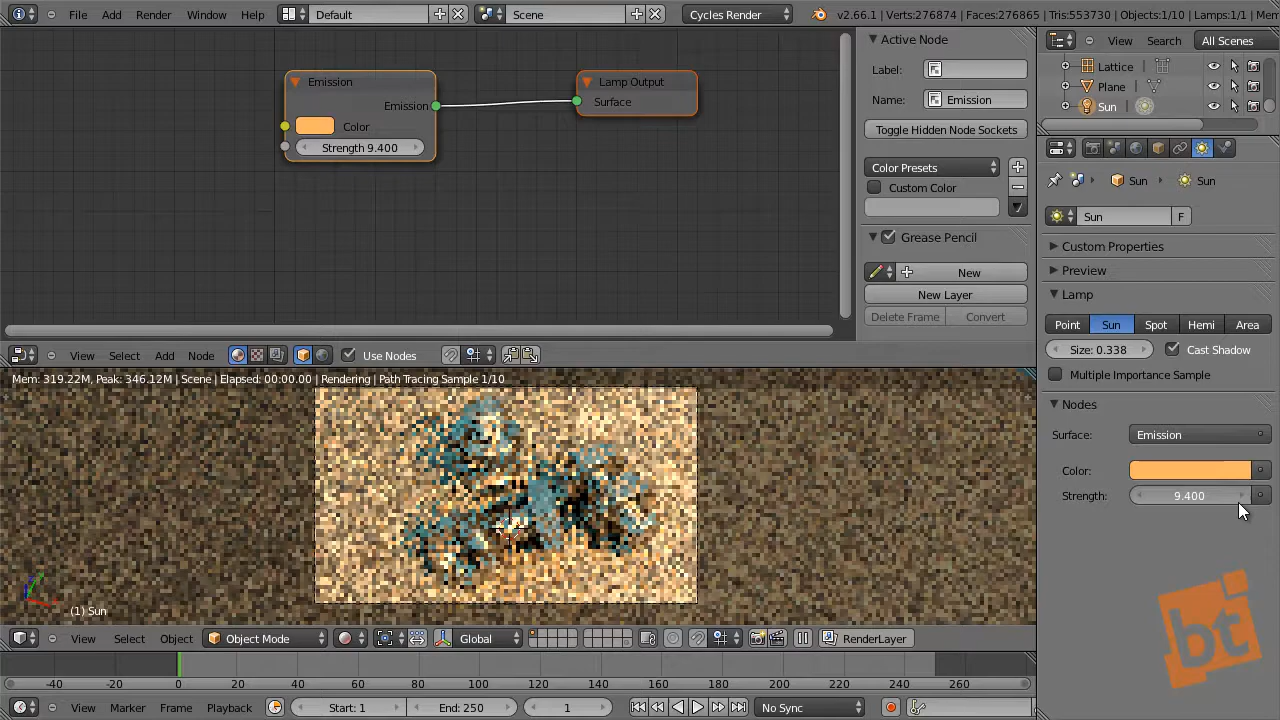 File Add Render Window Help Default Scene Cycles Render v2.66.1 | Verts:276874 | Faces:276865 | Tris:553730 | Objects:1/10 | Lamps:1/1 | Mem
Emission
Emission
Color
Strength 9.400
Lamp Output
Surface
Active Node
Label:
Name: Emission
Toggle Hidden Node Sockets
Color Presets
Custom Color
Grease Pencil
New
New Layer
Delete Frame Convert
View Select Add Node Use Nodes
View Search All Scenes
Lattice
Plane
Sun
Sun Sun
Sun F
Custom Properties
Preview
Lamp
Point Sun Spot Hemi Area
Size: 0.338 Cast Shadow
Multiple Importance Sample
Nodes
Surface: Emission
Color:
Strength: 9.400
Mem: 319.22M, Peak: 346.12M | Scene | Elapsed: 00:00.00 | Rendering | Path Tracing Sample 1/10
(1) Sun
View Select Object Object Mode Global RenderLayer
-40 -20 0 20 40 60 80 100 120 140 160 180 200 220 240 260
View Marker Frame Playback Start: 1 End: 250 1 No Sync
bt